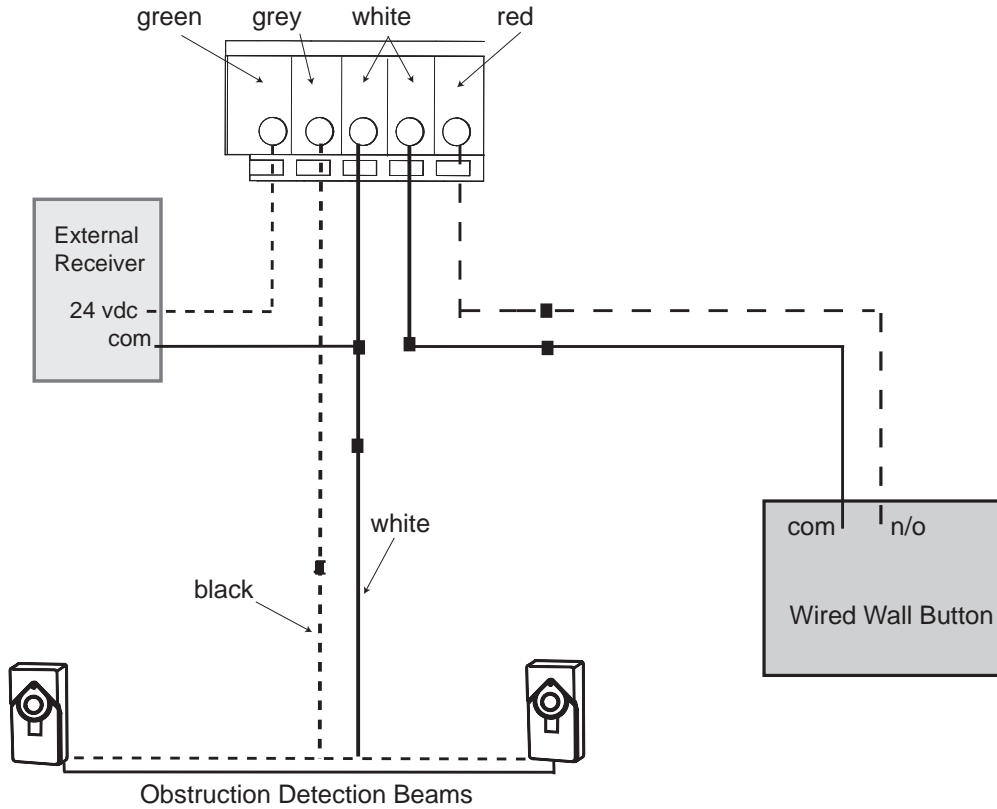 green
grey
white
red
External
Receiver
24 vdc
com
white
black
com
n/o
Wired Wall Button
Obstruction Detection Beams